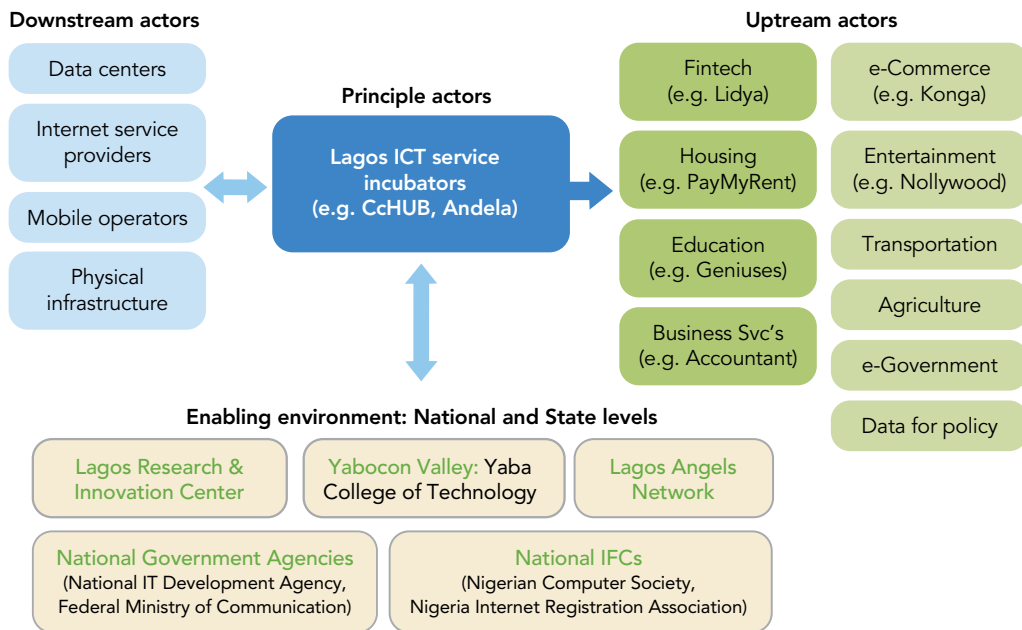 Downstream actors
Data centers
Internet service
providers
Mobile operators
Physical
infrastructure
Principle actors
Lagos ICT service
incubators
(e.g. CcHUB, Andela)
Uptream actors
Fintech
(e.g. Lidya)
Housing
(e.g. PayMyRent)
Education
(e.g. Geniuses)
Business Svc's
(e.g. Accountant)
e-Commerce
(e.g. Konga)
Entertainment
(e.g. Nollywood)
Transportation
Agriculture
e-Government
Data for policy
Enabling environment: National and State levels
Lagos Research &
Innovation Center
Yabocon Valley: Yaba
College of Technology
Lagos Angels
Network
National Government Agencies
(National IT Development Agency,
Federal Ministry of Communication)
National IFCs
(Nigerian Computer Society,
Nigeria Internet Registration Association)